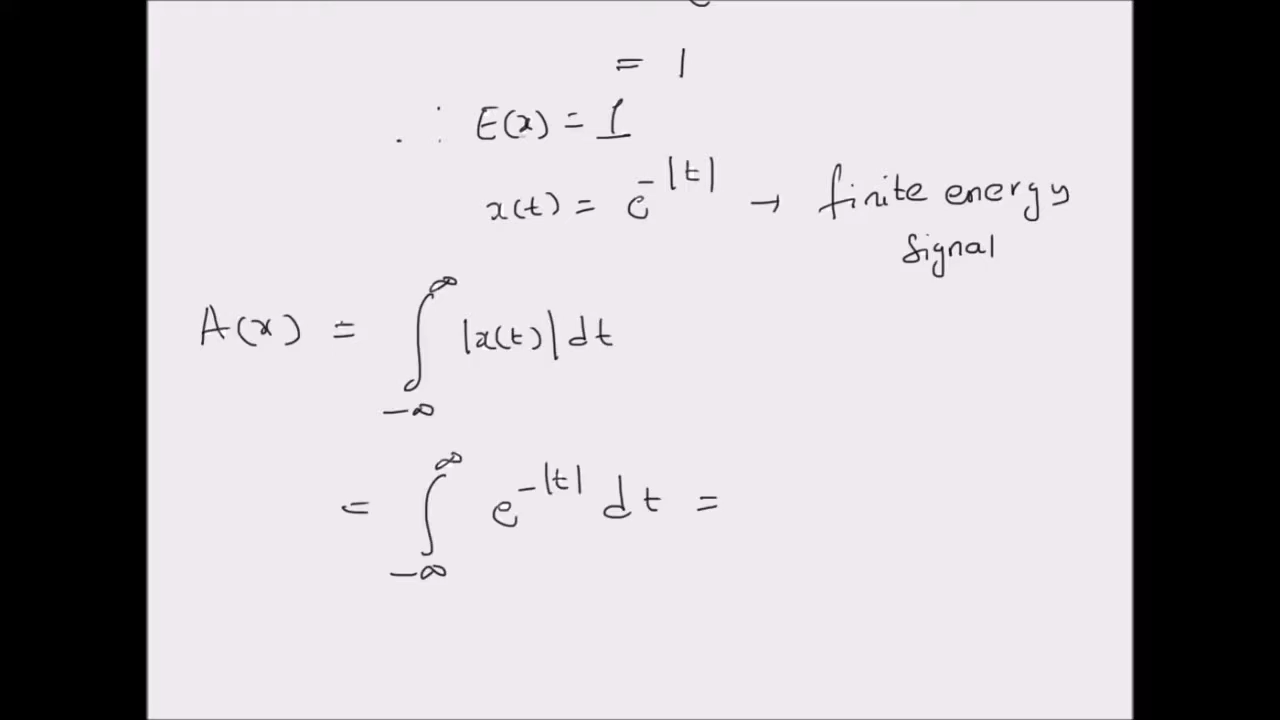 = 1
∴ E(x) = 1
x(t) = e^{-|t|} → finite energy
signal
A(x) = ∫_{-∞}^{∞} |x(t)| dt
= ∫_{-∞}^{∞} e^{-|t|} dt =